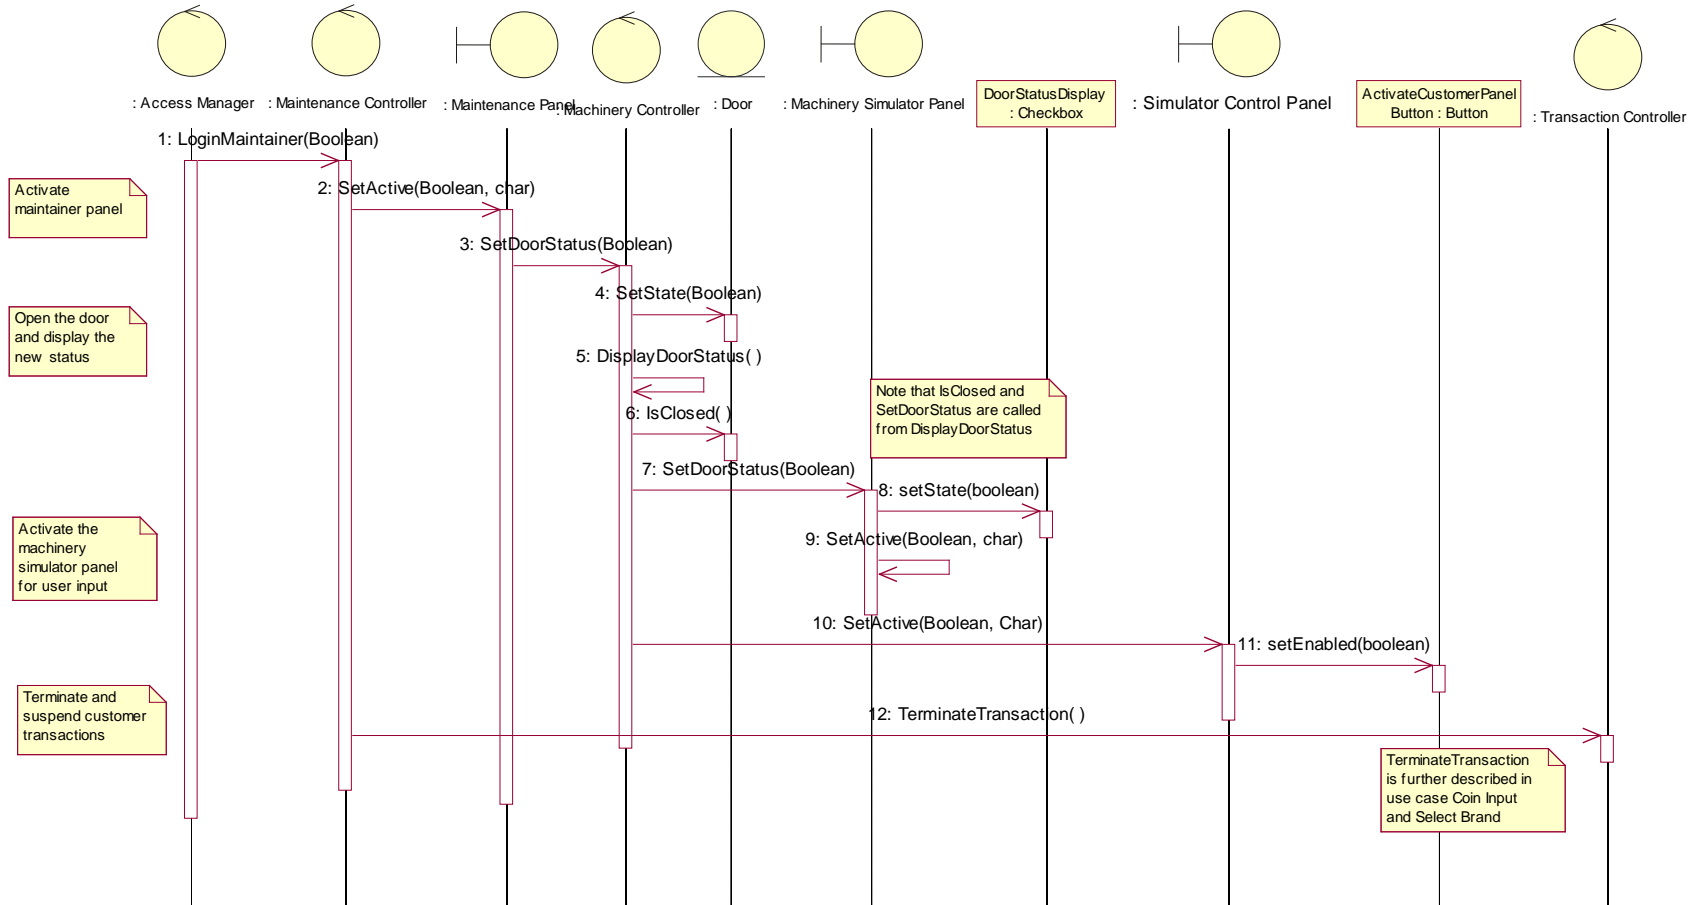 : Access Manager
: Maintenance Controller
: Maintenance Panel
: Machinery Controller
: Door
: Machinery Simulator Panel
DoorStatusDisplay
: Checkbox
: Simulator Control Panel
ActivateCustomerPanel
Button : Button
: Transaction Controller
1: LoginMaintainer(Boolean)
Activate
maintainer panel
2: SetActive(Boolean, char)
3: SetDoorStatus(Boolean)
4: SetState(Boolean)
Open the door
and display the
new status
5: DisplayDoorStatus( )
Note that IsClosed and
SetDoorStatus are called
from DisplayDoorStatus
6: IsClosed( )
7: SetDoorStatus(Boolean)
8: setState(boolean)
Activate the
machinery
simulator panel
for user input
9: SetActive(Boolean, char)
10: SetActive(Boolean, Char)
11: setEnabled(boolean)
Terminate and
suspend customer
transactions
12: TerminateTransaction( )
TerminateTransaction
is further described in
use case Coin Input
and Select Brand